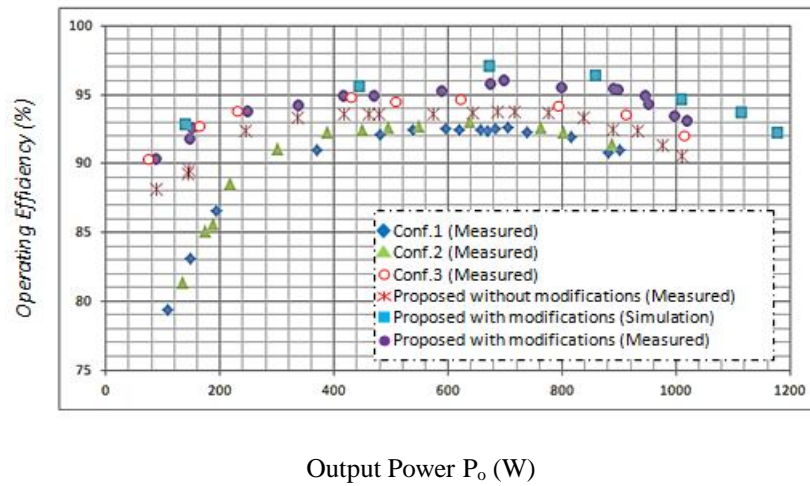 100
95
90
85
80
75
Operating Efficiency (%)
Conf.1 (Measured)
Conf.2 (Measured)
Conf.3 (Measured)
Proposed without modifications (Measured)
Proposed with modifications (Simulation)
Proposed with modifications (Measured)
0 200 400 600 800 1000 1200
Output Power Pₒ (W)